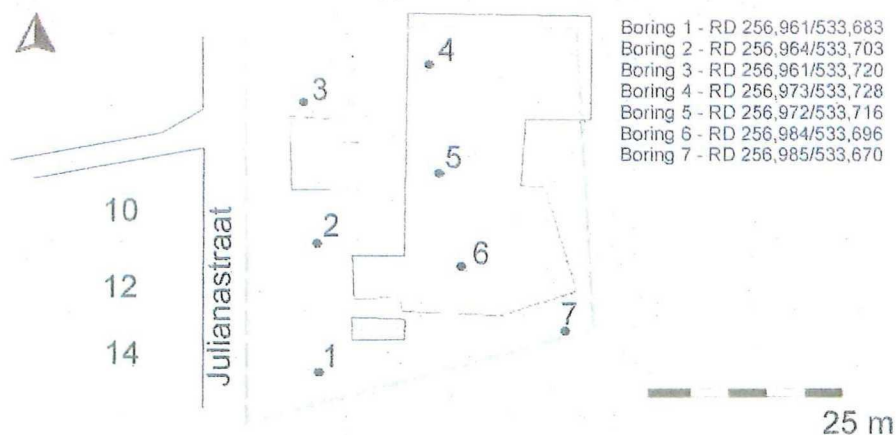 Boring 1 - RD 256,961/533,683
Boring 2 - RD 256,964/533,703
Boring 3 - RD 256,961/533,720
Boring 4 - RD 256,973/533,728
Boring 5 - RD 256,972/533,716
Boring 6 - RD 256,984/533,696
Boring 7 - RD 256,985/533,670
4
3
5
10
2
6
12
7
14
1
Julianastraat
25 m